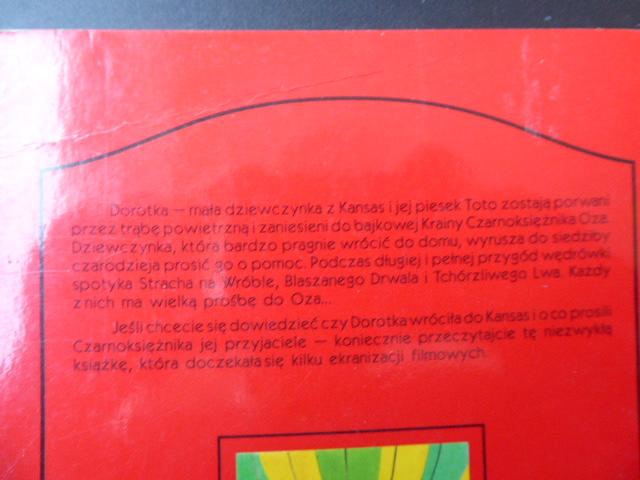 Dorotka — mała dziewczynka z Kansas i jej piesek Toto zostają porwani
przez trąbę powietrzną i zaniesieni do bajkowej Krainy Czarnoksiężnika Oza.
Dziewczynka, która bardzo pragnie wrócić do domu, wyrusza do siedziby
czarodzieja prosić go o pomoc. Podczas długiej i pełnej przygód wędrówki
spotyka Stracha na Wróble, Blaszanego Drwala i Tchórzliwego Lwa. Każdy
z nich ma wielką prośbę do Oza...
Jeśli chcecie się dowiedzieć czy Dorotka wróciła do Kansas i o co prosili
Czarnoksiężnika jej przyjaciele — koniecznie przeczytajcie tę niezwykłą
książkę, która doczekała się kilku ekranizacji filmowych.